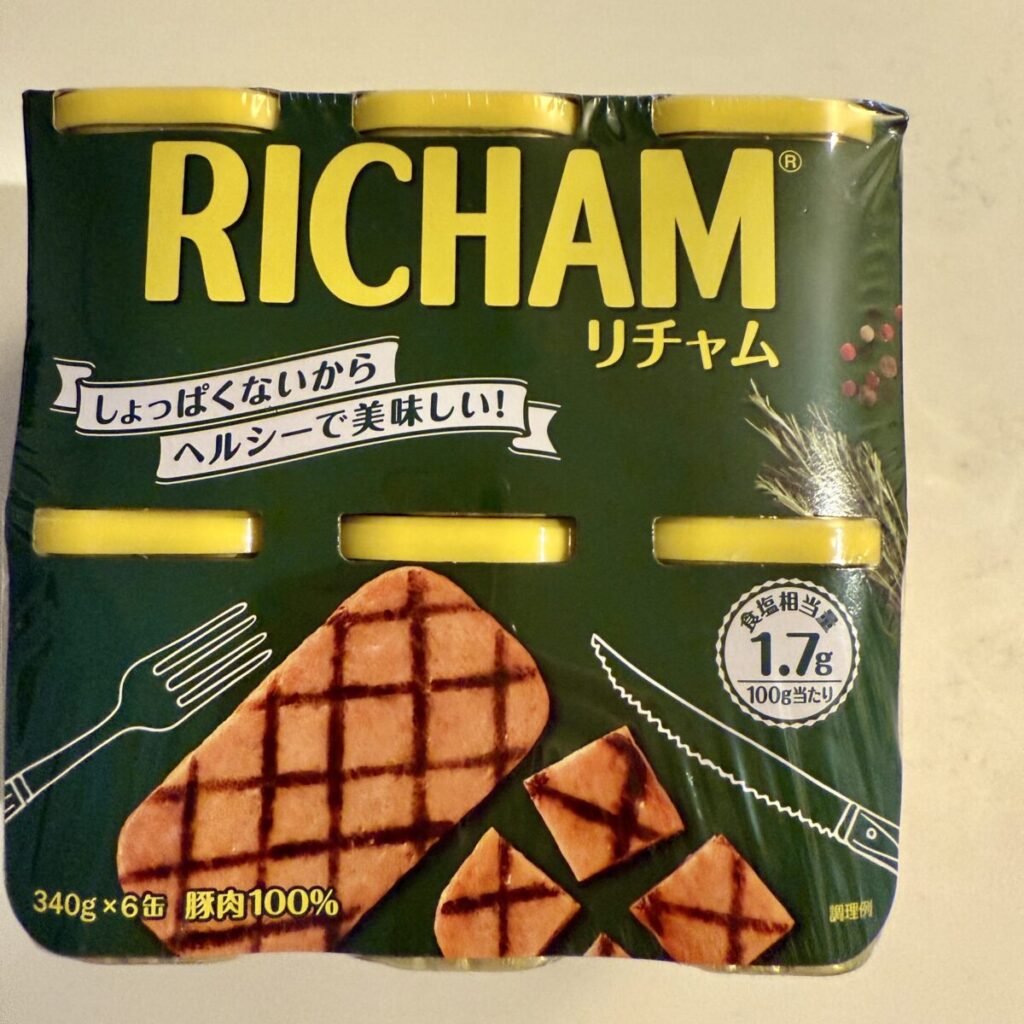 RICHAM®
リチャム
しょっぱくないから
ヘルシーで美味しい!
食塩相当量
1.7g
100g当たり
340g×6缶 豚肉100%
調理例